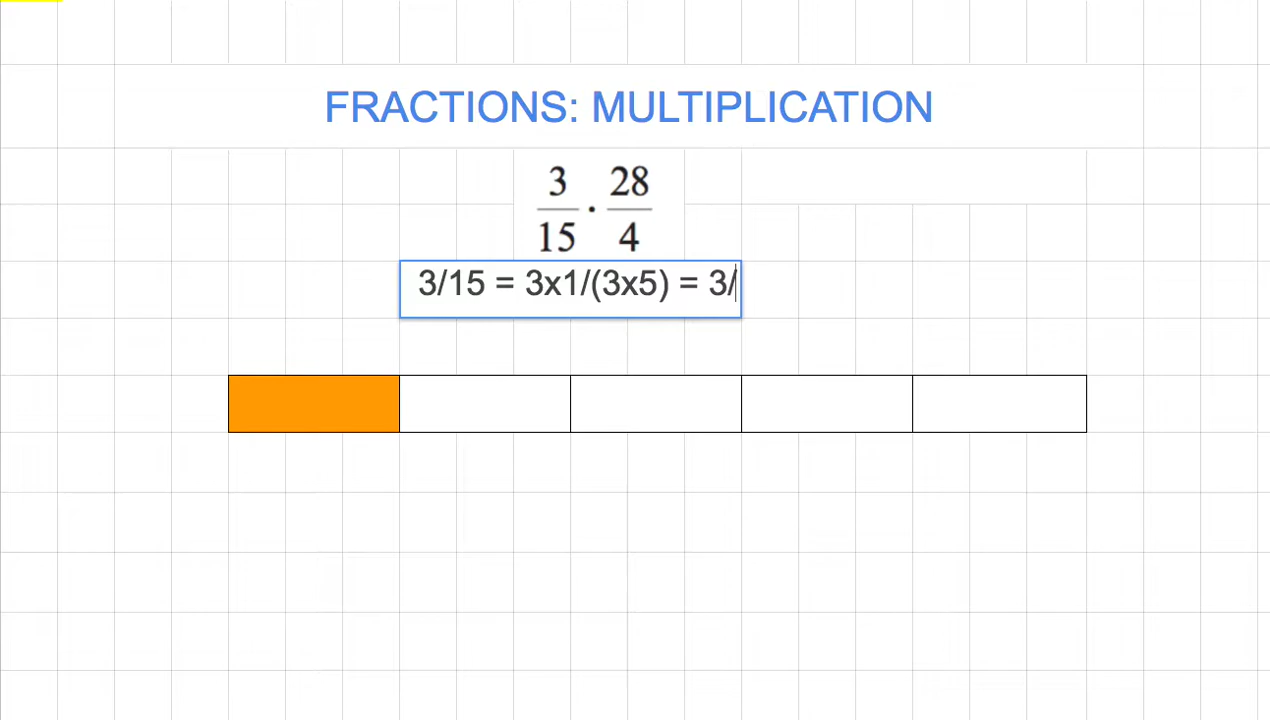 FRACTIONS: MULTIPLICATION
3/15 · 28/4
3/15 = 3x1/(3x5) = 3/